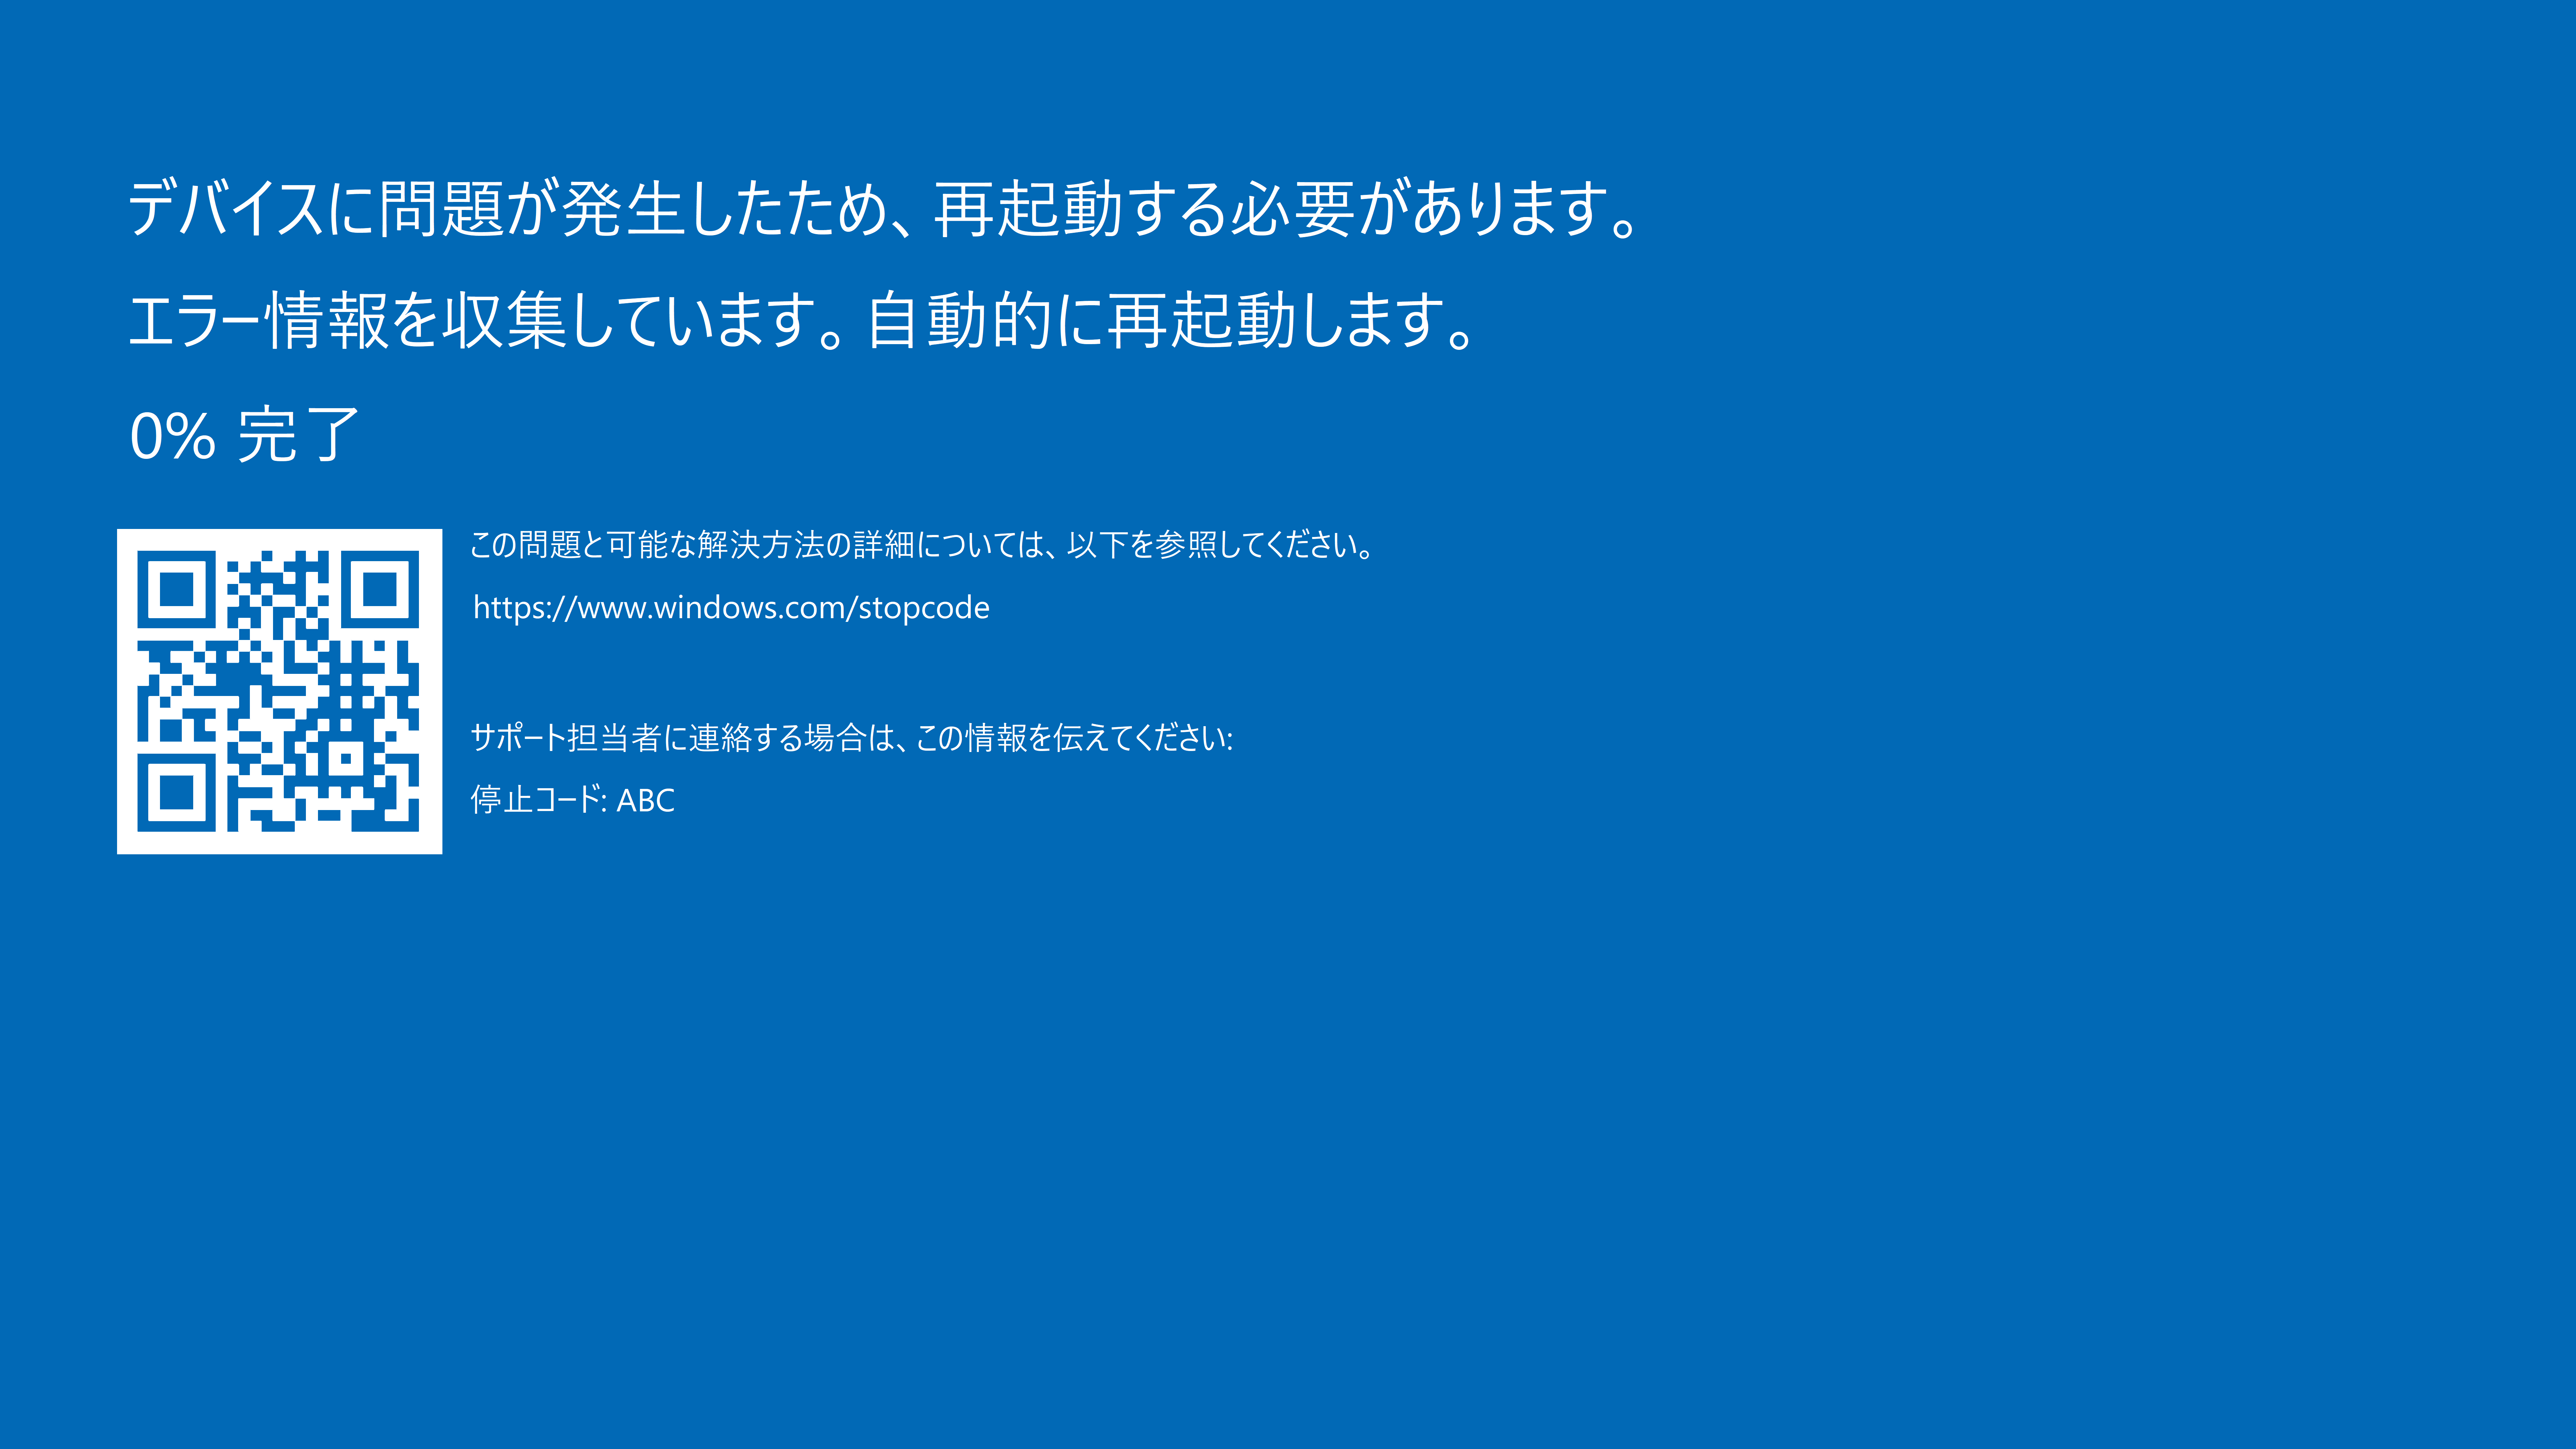 デバイスに問題が発生したため、再起動する必要があります。
エラー情報を収集しています。自動的に再起動します。
0% 完了
この問題と可能な解決方法の詳細については、以下を参照してください。
https://www.windows.com/stopcode
サポート担当者に連絡する場合は、この情報を伝えてください:
停止コード: ABC